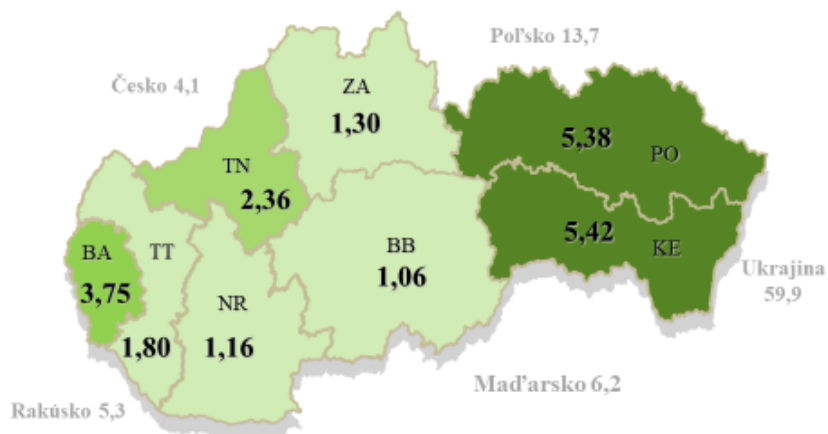 Poľsko 13,7
Česko 4,1
ZA
1,30
5,38
PO
TN
2,36
BA
TT
BB
5,42
KE
3,75
NR
1,06
Ukrajina
59,9
1,80
1,16
Maďarsko 6,2
Rakúsko 5,3